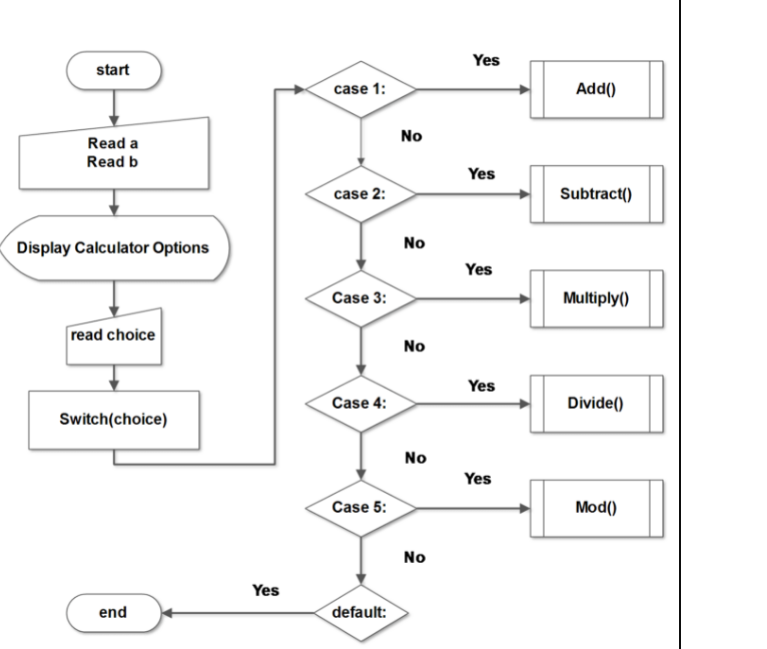 start
Read a
Read b
Display Calculator Options
read choice
Switch(choice)
case 1:
Yes
Add()
No
case 2:
Yes
Subtract()
No
Case 3:
Yes
Multiply()
No
Case 4:
Yes
Divide()
No
Case 5:
Yes
Mod()
No
default:
Yes
end